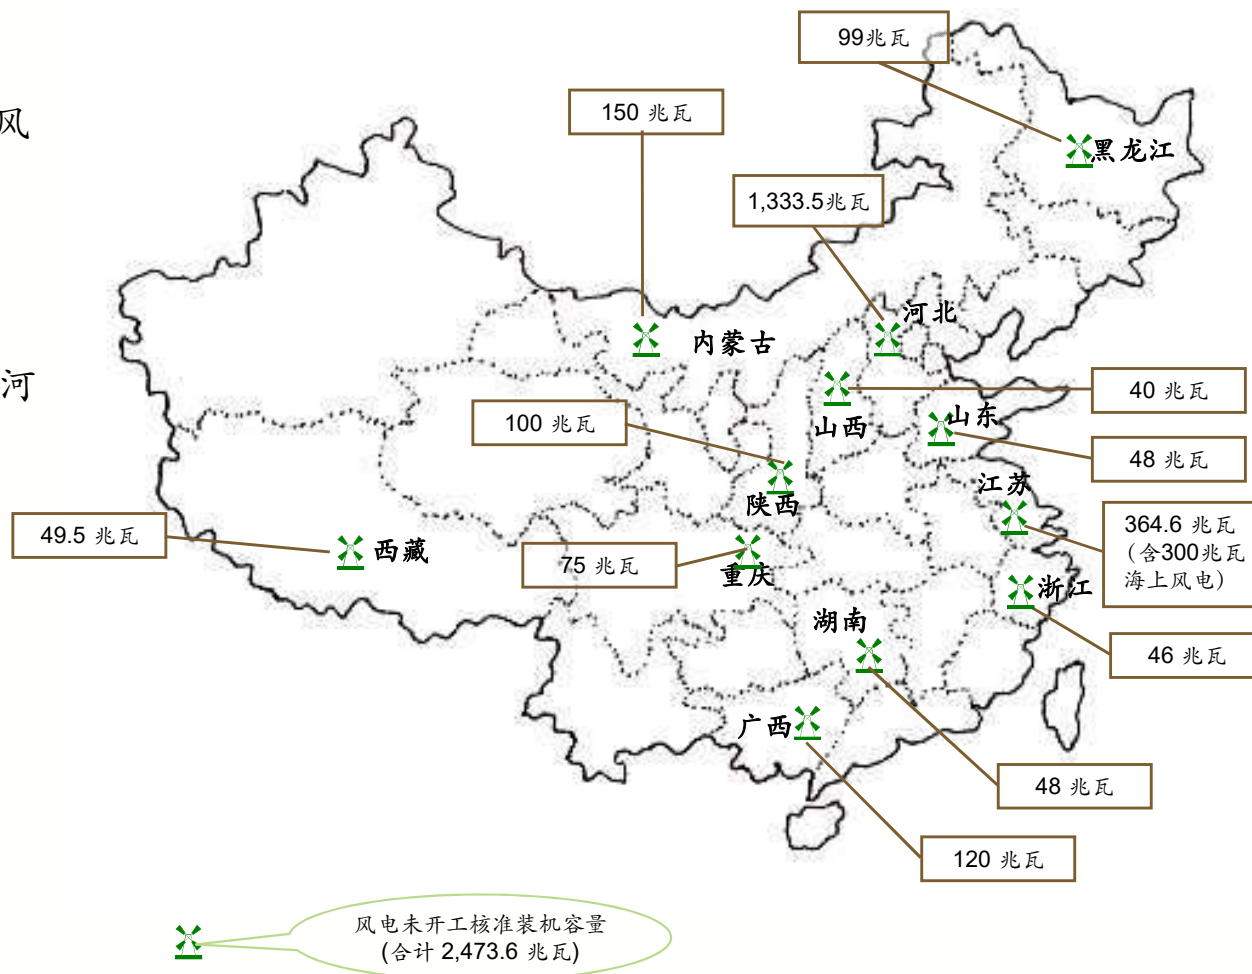 99兆瓦
风
150 兆瓦
黑龙江
1,333.5兆瓦
河北
内蒙古
河
40 兆瓦
100 兆瓦
山西
山东
48 兆瓦
江苏
陕西
49.5 兆瓦
西藏
75 兆瓦
重庆
364.6 兆瓦
（含300兆瓦
海上风电）
浙江
湖南
46 兆瓦
广西
48 兆瓦
120 兆瓦
风电未开工核准装机容量
(合计 2,473.6 兆瓦)